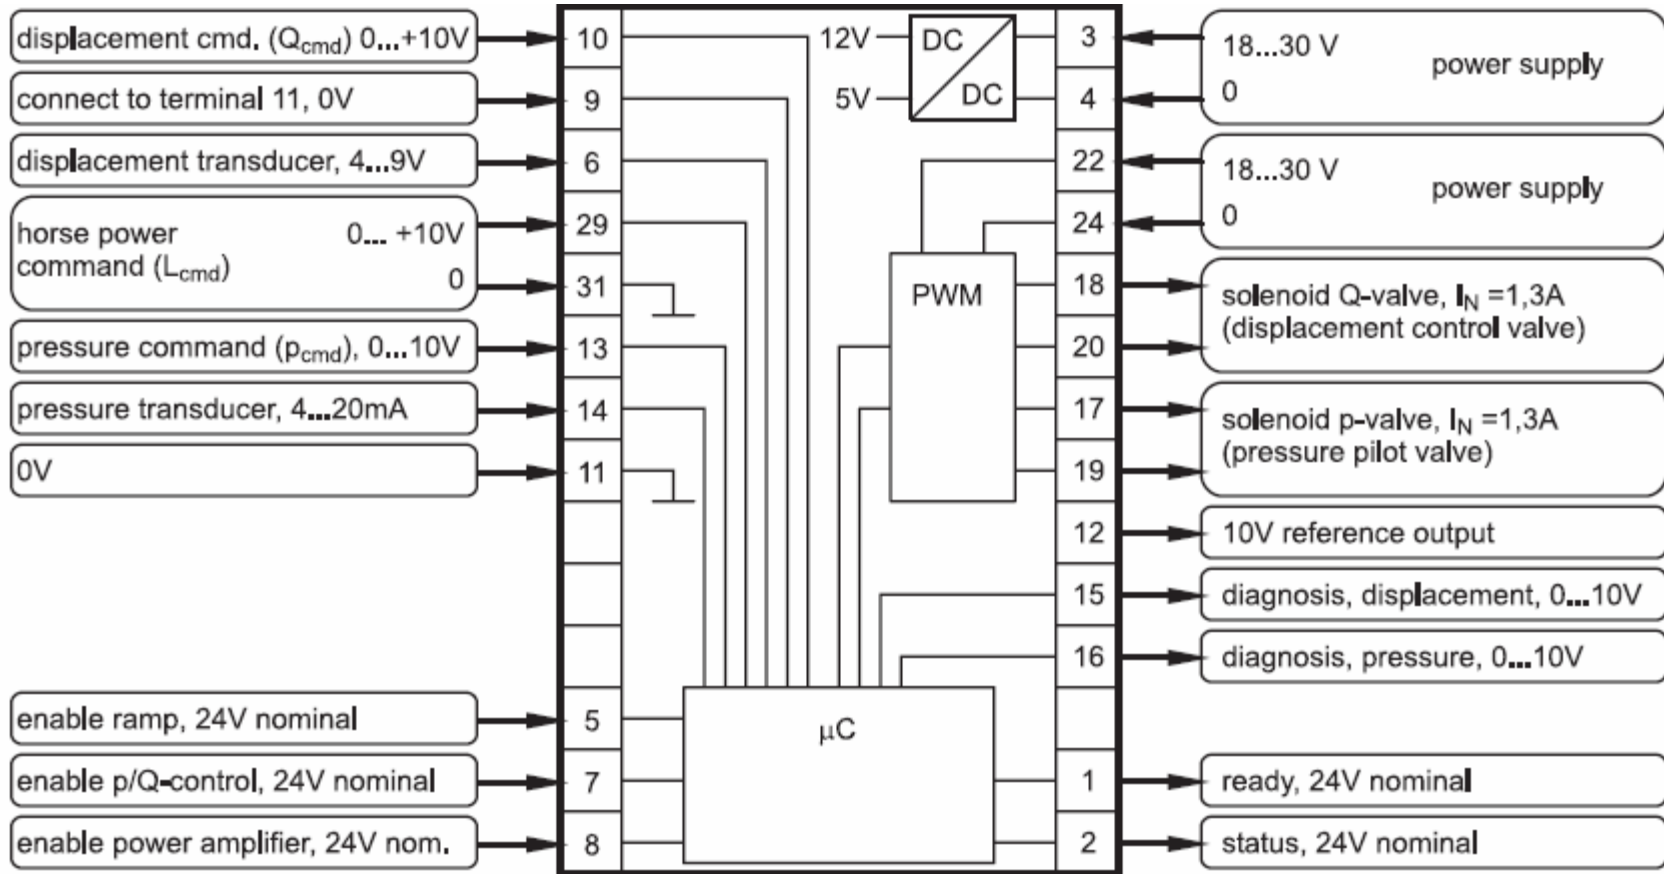 displacement cmd. (Qcmd) 0...+10V
connect to terminal 11, 0V
displacement transducer, 4...9V
horse power 0... +10V
command (Lcmd)
0
pressure command (pcmd), 0...10V
pressure transducer, 4...20mA
0V
enable ramp, 24V nominal
enable p/Q-control, 24V nominal
enable power amplifier, 24V nom.
10
9
6
29
31
13
14
11
5
7
8
12V
5V
DC
DC
PWM
µC
3
4
22
24
18
20
17
19
12
15
16
1
2
18...30 V
power supply
0
18...30 V
power supply
0
solenoid Q-valve, IN =1,3A
(displacement control valve)
solenoid p-valve, IN =1,3A
(pressure pilot valve)
10V reference output
diagnosis, displacement, 0...10V
diagnosis, pressure, 0...10V
ready, 24V nominal
status, 24V nominal